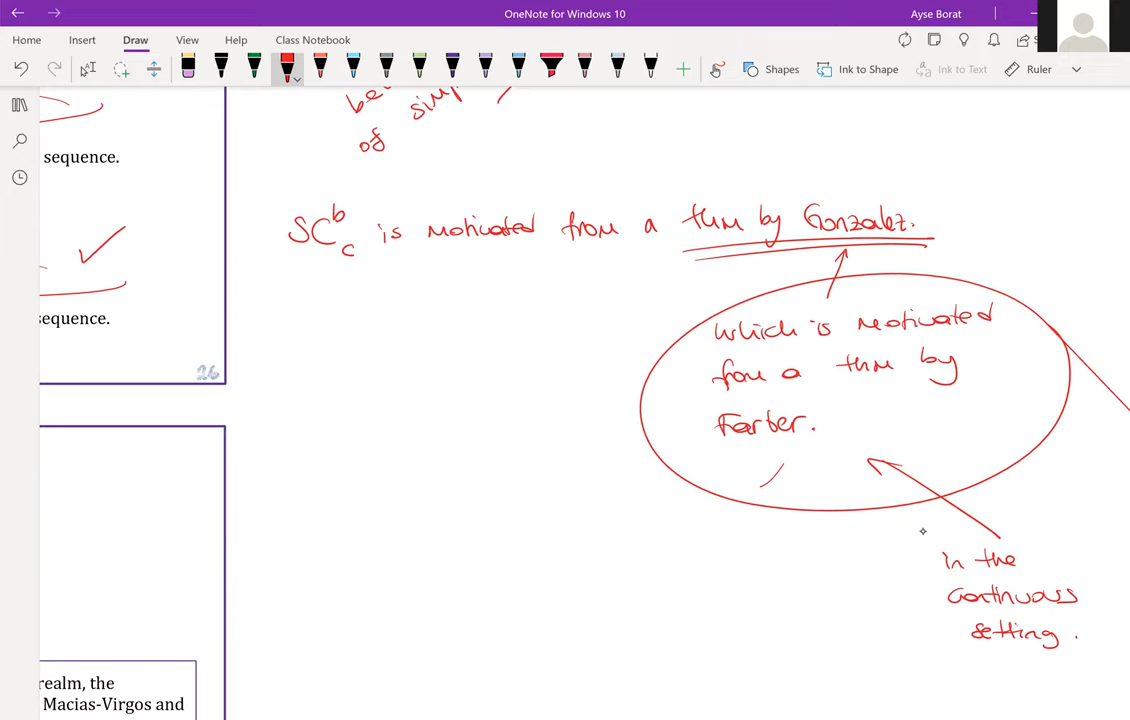 OneNote for Windows 10
Ayse Borat
Home Insert Draw View Help Class Notebook
Shapes Ink to Shape Ink to Text Ruler
of
sequence.
SC b c is motivated from a thm by Gonzalez.
sequence.
which is motivated
from a thm by
Farber.
26
in the
continuous
setting.
realm, the
Macias-Virgos and